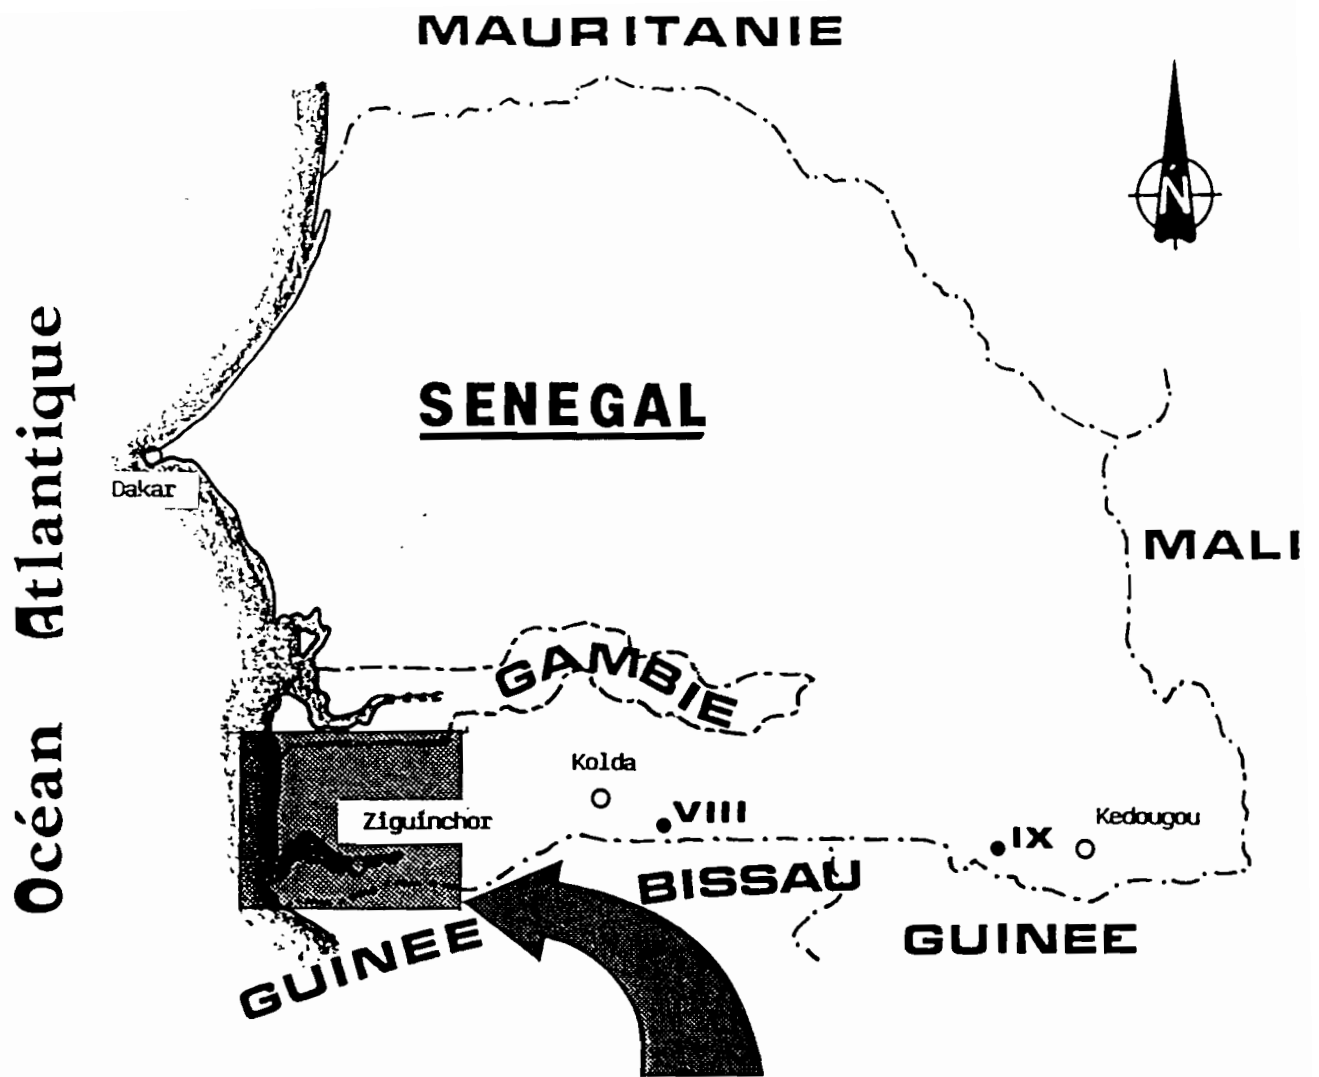 MAURITANIE
N
Océan Atlantique
SENEGAL
Dakar
MALI
GAMBIE
Kolda
VIII
Ziguinchor
Kedougou
IX
GUINEE BISSAU
GUINEE